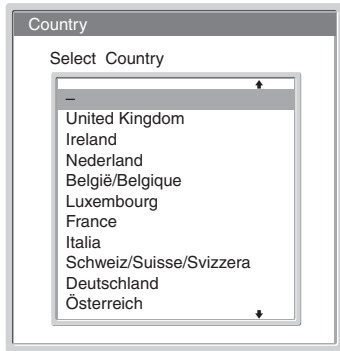 Country
Select Country
–
United Kingdom
Ireland
Nederland
België/Belgique
Luxembourg
France
Italia
Schweiz/Suisse/Svizzera
Deutschland
Österreich